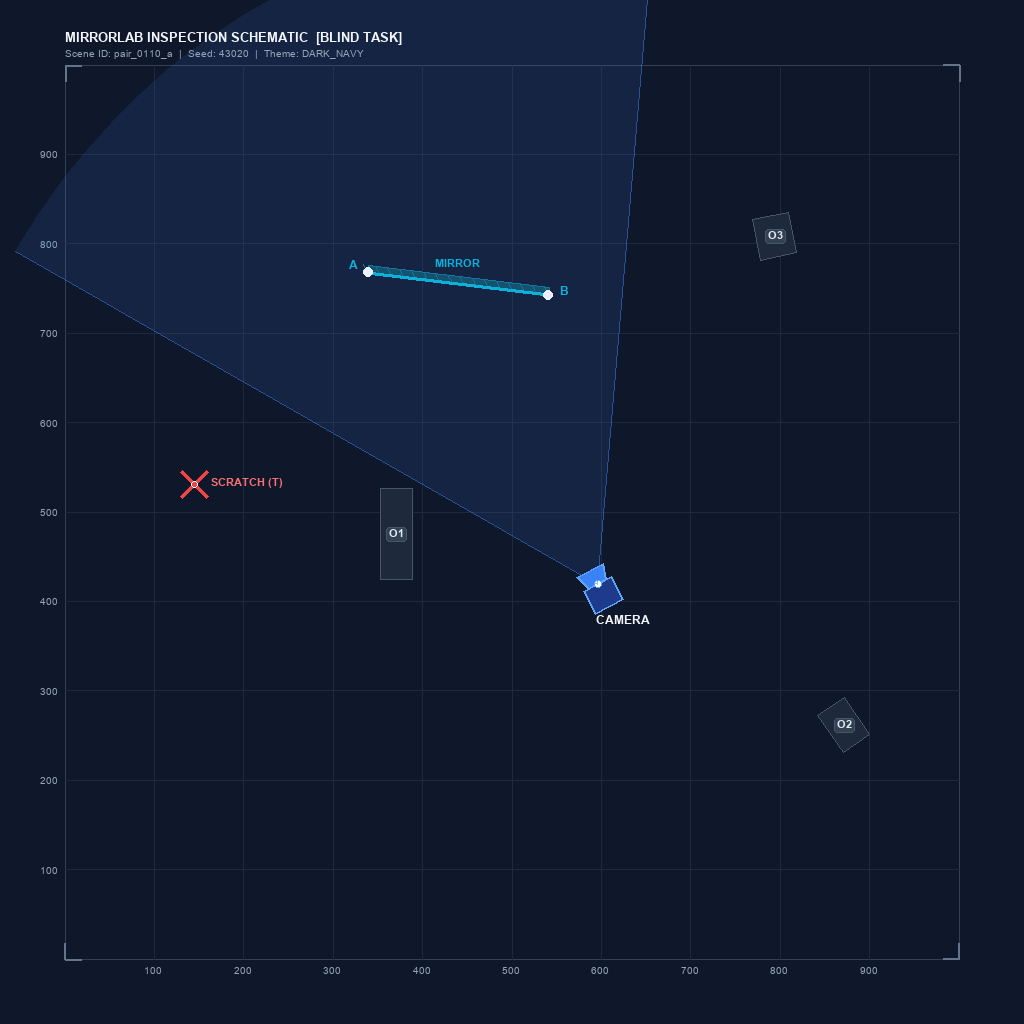 MIRRORLAB INSPECTION SCHEMATIC [BLIND TASK]
Scene ID: pair_0110_a | Seed: 43020 | Theme: DARK_NAVY
900
O3
800
A
MIRROR
B
700
600
SCRATCH (T)
500
O1
400
CAMERA
300
O2
200
100
100 200 300 400 500 600 700 800 900